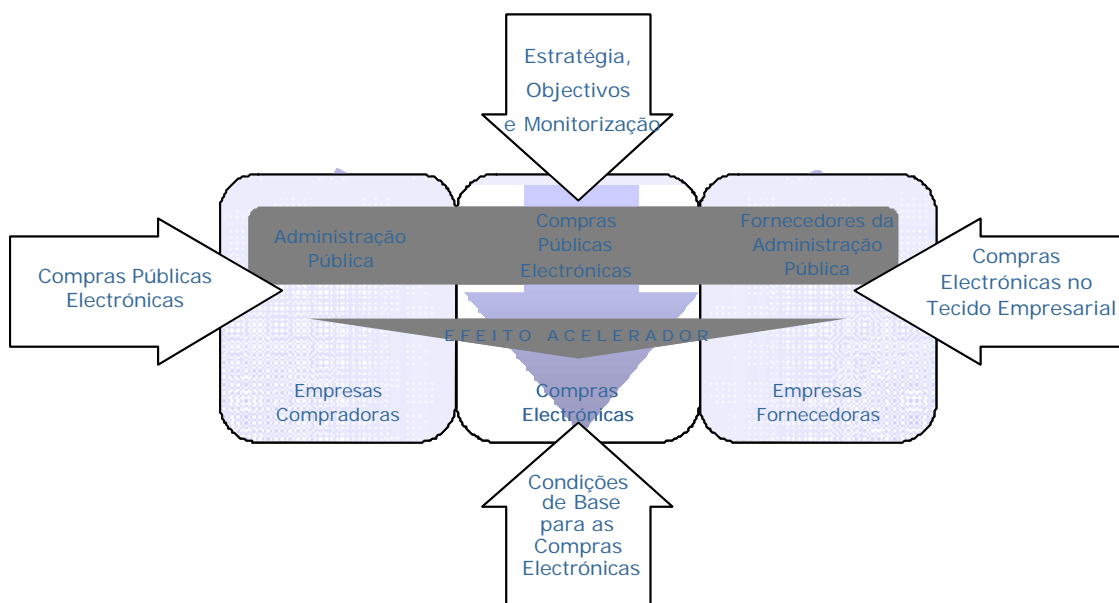 Estratégia,
Objectivos
e Monitorização
Administração
Pública
Compras
Públicas
Electrónicas
Fornecedores da
Administração
Pública
Compras Públicas
Electrónicas
Compras
Electrónicas no
Tecido Empresarial
EFEITO ACELERADOR
Empresas
Compradoras
Compras
Electrónicas
Empresas
Fornecedoras
Condições
de Base
para as
Compras
Electrónicas